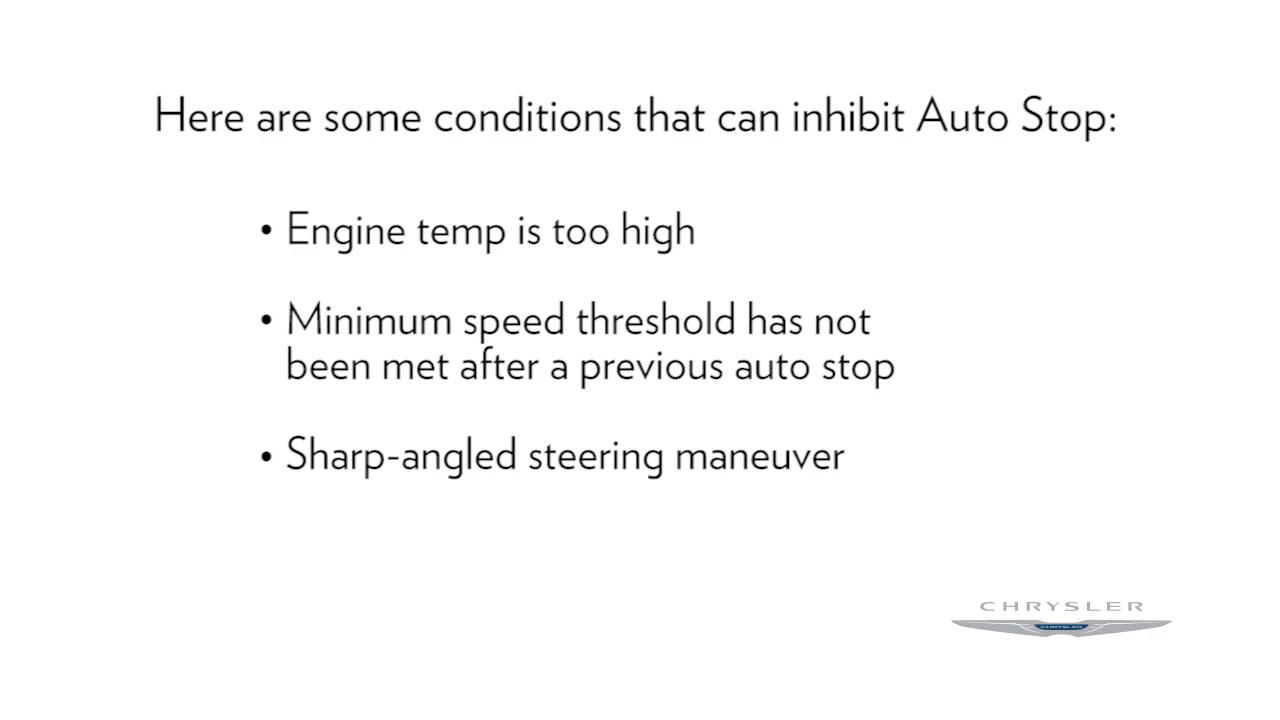 Here are some conditions that can inhibit Auto Stop:
• Engine temp is too high
• Minimum speed threshold has not
been met after a previous auto stop
• Sharp-angled steering maneuver
CHRYSLER
CHRYSLER